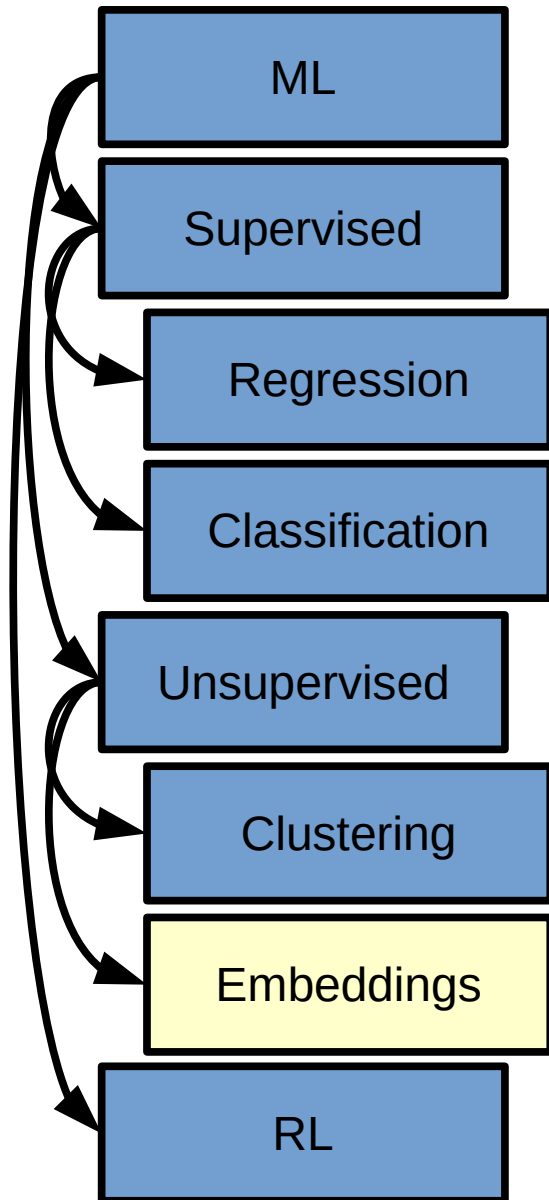 ML
Supervised
Regression
Classification
Unsupervised
Clustering
Embeddings
RL